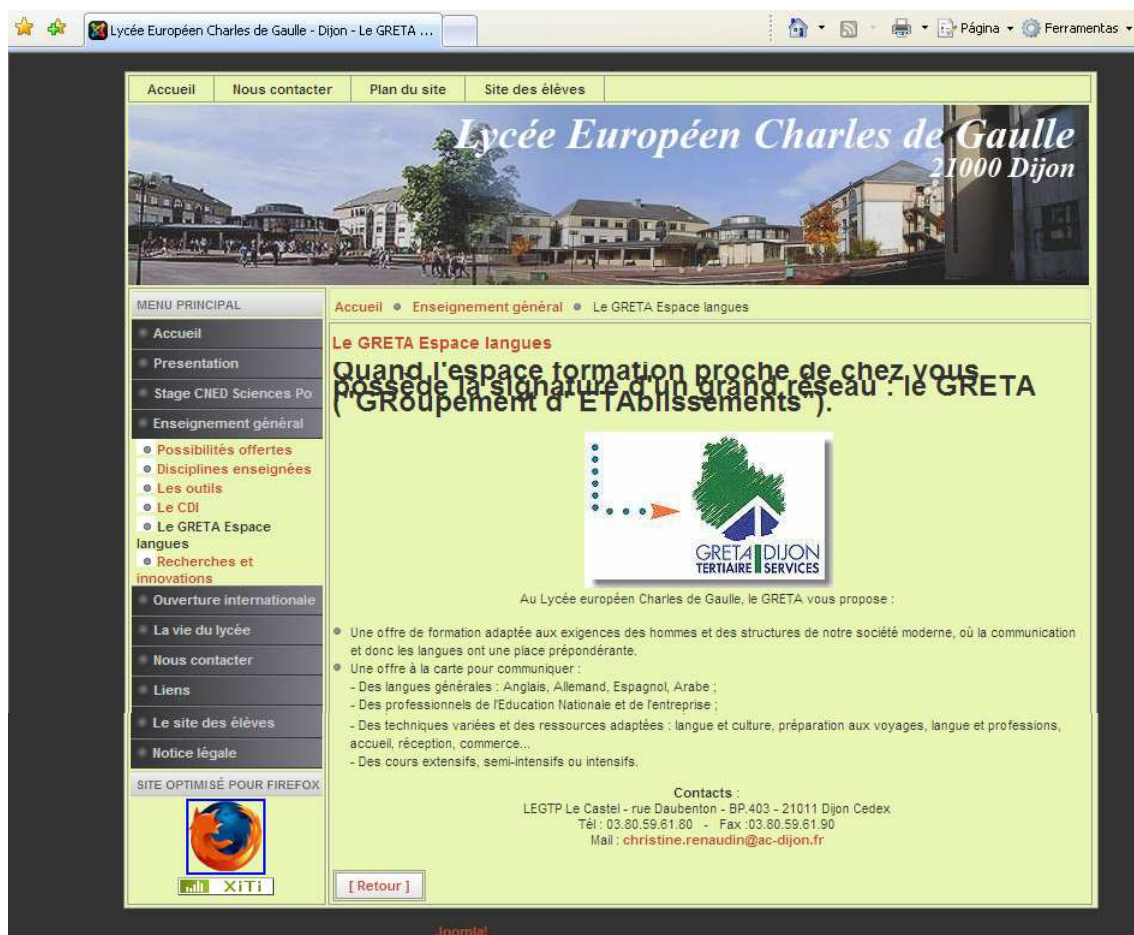 Lycée Européen Charles de Gaulle - Dijon - Le GRETA ...
Página
Ferramentas
Accueil
Nous contacter
Plan du site
Site des élèves
Lycée Européen Charles de Gaulle
21000 Dijon
MENU PRINCIPAL
Accueil
Presentation
Stage CNED Sciences Po
Enseignement général
Possibilités offertes
Disciplines enseignées
Les outils
Le CDI
Le GRETA Espace
langues
Recherches et
innovations
Ouverture internationale
La vie du lycée
Nous contacter
Liens
Le site des élèves
Notice légale
SITE OPTIMISÉ POUR FIREFOX
XiTi
Accueil Enseignement général Le GRETA Espace langues
Le GRETA Espace langues
Quand l'espace formation proche de chez vous
possède la signature d'un grand réseau : le GRETA
("GRoupement d' ETAblissements").
GRETA DIJON
TERTIAIRE SERVICES
Au Lycée européen Charles de Gaulle, le GRETA vous propose :
Une offre de formation adaptée aux exigences des hommes et des structures de notre société moderne, où la communication
et donc les langues ont une place prépondérante.
Une offre à la carte pour communiquer :
- Des langues générales : Anglais, Allemand, Espagnol, Arabe ;
- Des professionnels de l'Education Nationale et de l'entreprise ;
- Des techniques variées et des ressources adaptées : langue et culture, préparation aux voyages, langue et professions,
accueil, réception, commerce...
- Des cours extensifs, semi-intensifs ou intensifs.
Contacts :
LEGTP Le Castel - rue Daubenton - BP.403 - 21011 Dijon Cedex
Tél : 03.80.59.61.80 - Fax :03.80.59.61.90
Mail : christine.renaudin@ac-dijon.fr
[ Retour ]
Joomla!